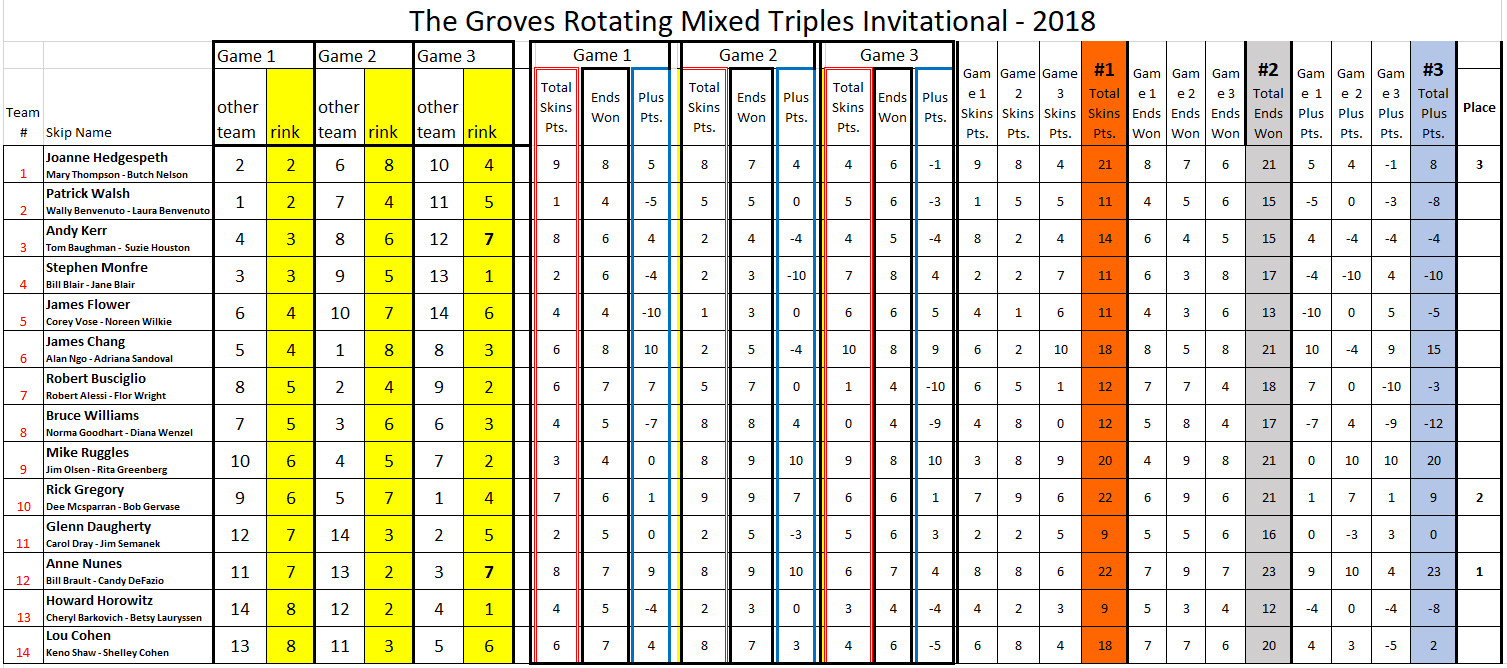 The Groves Rotating Mixed Triples Invitational - 2018
Game 1 Game 2 Game 3 Game 1 Game 2 Game 3
Team # Skip Name other team rink other team rink other team rink Total Skins Pts. Ends Won Plus Pts. Total Skins Pts. Ends Won Plus Pts. Total Skins Pts. Ends Won Plus Pts. Gam e 1 Skins Pts. Game 2 Skins Pts. Game 3 Skins Pts. #1 Total Skins Pts. Gam e 1 Ends Won Gam e 2 Ends Won Gam e 3 Ends Won #2 Total Ends Won Gam e 1 Plus Pts. Gam e 2 Plus Pts. Gam e 3 Plus Pts. #3 Total Plus Pts. Place
Joanne Hedgespeth
1 Mary Thompson - Butch Nelson 2 2 6 8 10 4 9 8 5 8 7 4 4 6 -1 9 8 4 21 8 7 6 21 5 4 -1 8 3
Patrick Walsh
2 Wally Benvenuto - Laura Benvenuto 1 2 7 4 11 5 1 4 -5 5 5 0 5 6 -3 1 5 5 11 4 5 6 15 -5 0 -3 -8
Andy Kerr
3 Tom Baughman - Suzie Houston 4 3 8 6 12 7 8 6 4 2 4 -4 4 5 -4 8 2 4 14 6 4 5 15 4 -4 -4 -4
Stephen Monfre
4 Bill Blair - Jane Blair 3 3 9 5 13 1 2 6 -4 2 3 -10 7 8 4 2 2 7 11 6 3 8 17 -4 -10 4 -10
James Flower
5 Corey Vose - Noreen Wilkie 6 4 10 7 14 6 4 4 -10 1 3 0 6 6 5 4 1 6 11 4 3 6 13 -10 0 5 -5
James Chang
6 Alan Ngo - Adriana Sandoval 5 4 1 8 8 3 6 8 10 2 5 -4 10 8 9 6 2 10 18 8 5 8 21 10 -4 9 15
Robert Busciglio
7 Robert Alessi - Flor Wright 8 5 2 4 9 2 6 7 7 5 7 0 1 4 -10 6 5 1 12 7 7 4 18 7 0 -10 -3
Bruce Williams
8 Norma Goodhart - Diana Wenzel 7 5 3 6 6 3 4 5 -7 8 8 4 0 4 -9 4 8 0 12 5 8 4 17 -7 4 -9 -12
Mike Ruggles
9 Jim Olsen - Rita Greenberg 10 6 4 5 7 2 3 4 0 8 9 10 9 8 10 3 8 9 20 4 9 8 21 0 10 10 20
Rick Gregory
10 Dee Mcsparran - Bob Gervase 9 6 5 7 1 4 7 6 1 9 9 7 6 6 1 7 9 6 22 6 9 6 21 1 7 1 9 2
Glenn Daugherty
11 Carol Dray - Jim Semanek 12 7 14 3 2 5 2 5 0 2 5 -3 5 6 3 2 2 5 9 5 5 6 16 0 -3 3 0
Anne Nunes
12 Bill Brault - Candy DeFazio 11 7 13 2 3 7 8 7 9 8 9 10 6 7 4 8 8 6 22 7 9 7 23 9 10 4 23 1
Howard Horowitz
13 Cheryl Barkovich - Betsy Lauryssen 14 8 12 2 4 1 4 5 -4 2 3 0 3 4 -4 4 2 3 9 5 3 4 12 -4 0 -4 -8
Lou Cohen
14 Keno Shaw - Shelley Cohen 13 8 11 3 5 6 6 7 4 8 7 3 4 6 -5 6 8 4 18 7 7 6 20 4 3 -5 2